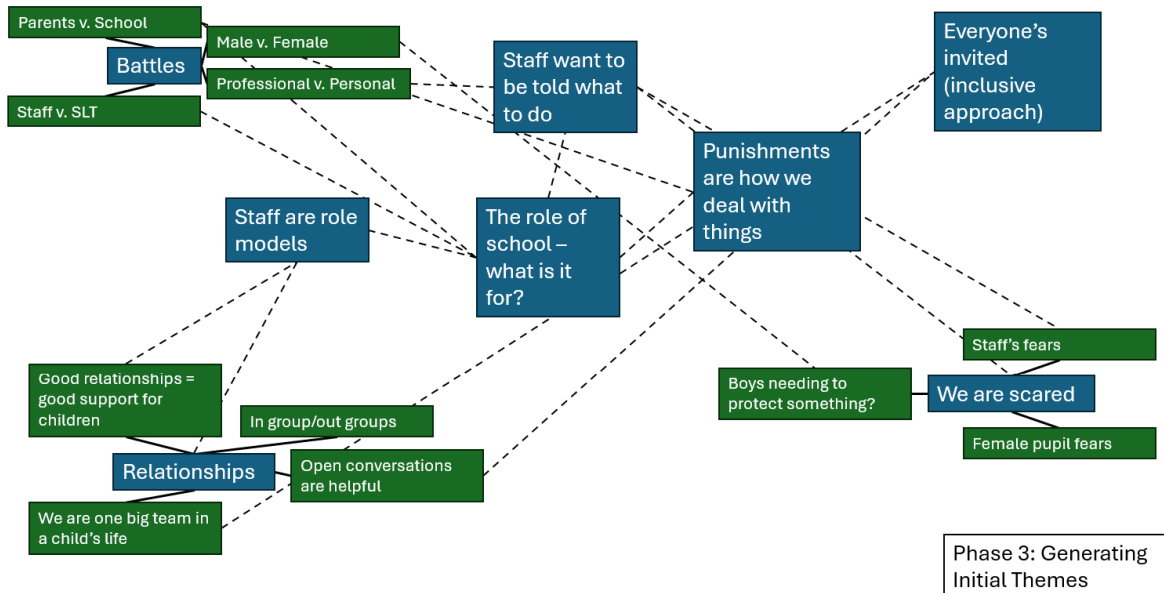 Parents v. School
Battles
Staff v. SLT
Male v. Female
Professional v. Personal
Staff want to
be told what
to do
Everyone's
invited
(inclusive
approach)
Punishments
are how we
deal with
things
Staff are role
models
The role of
school –
what is it
for?
Good relationships =
good support for
children
In group/out groups
Relationships
Open conversations
are helpful
We are one big team in
a child's life
Boys needing to
protect something?
Staff's fears
We are scared
Female pupil fears
Phase 3: Generating
Initial Themes